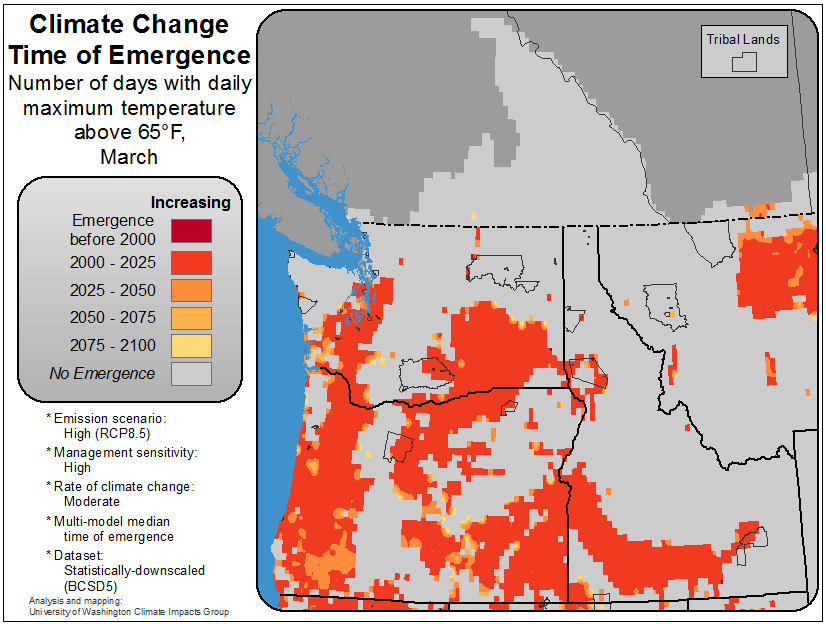 Climate Change
Time of Emergence
Number of days with daily
maximum temperature
above 65°F,
March
Increasing
Emergence
before 2000
2000 - 2025
2025 - 2050
2050 - 2075
2075 - 2100
No Emergence
* Emission scenario:
High (RCP8.5)
* Management sensitivity:
High
* Rate of climate change:
Moderate
* Multi-model median
time of emergence
* Dataset:
Statistically-downscaled
(BCSD5)
Analysis and mapping:
University of Washington Climate Impacts Group
Tribal Lands